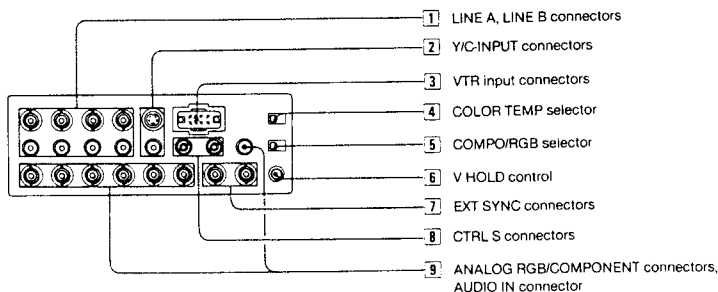 1 LINE A, LINE B connectors
2 Y/C-INPUT connectors
3 VTR input connectors
4 COLOR TEMP selector
5 COMPO/RGB selector
6 V HOLD control
7 EXT SYNC connectors
8 CTRL S connectors
9 ANALOG RGB/COMPONENT connectors,
AUDIO IN connector